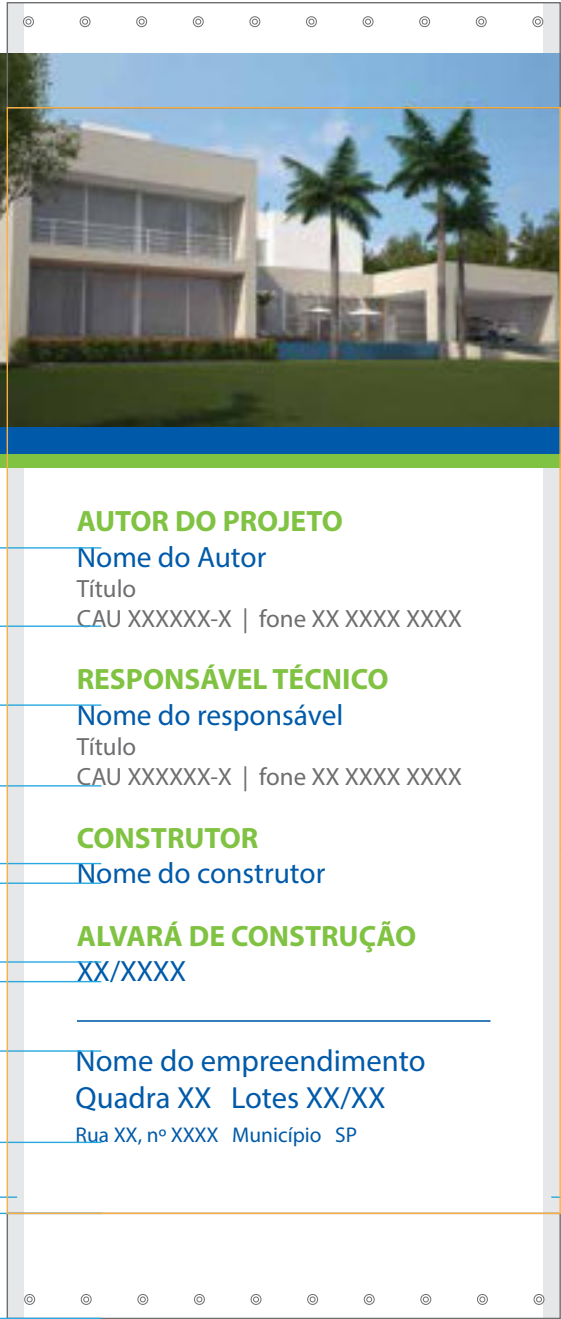 AUTOR DO PROJETO
Nome do Autor
Título
CAU XXXXXX-X | fone XX XXXX XXXX
RESPONSÁVEL TÉCNICO
Nome do responsável
Título
CAU XXXXXX-X | fone XX XXXX XXXX
CONSTRUTOR
Nome do construtor
ALVARÁ DE CONSTRUÇÃO
XX/XXXX
Nome do empreendimento
Quadra XX Lotes XX/XX
Rua XX, nº XXXX Município SP